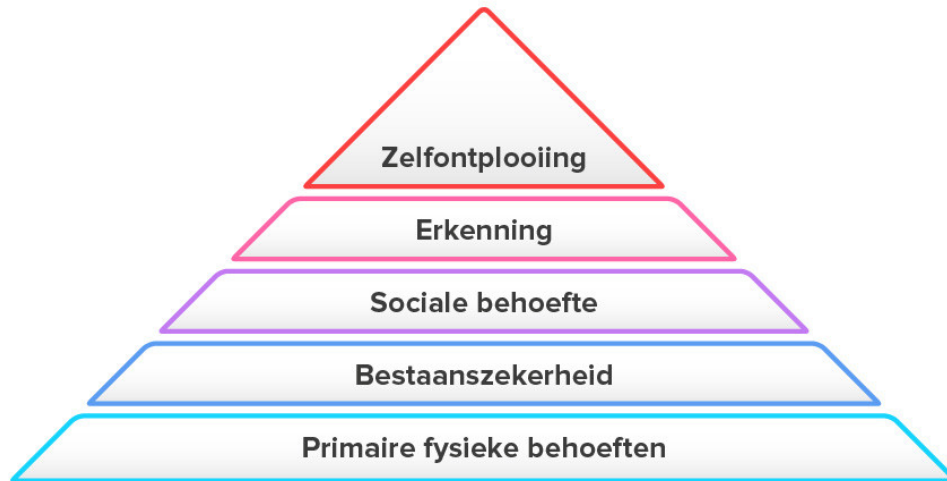 Zelfontplooiing
Erkenning
Sociale behoefte
Bestaanszekerheid
Primaire fysieke behoeften